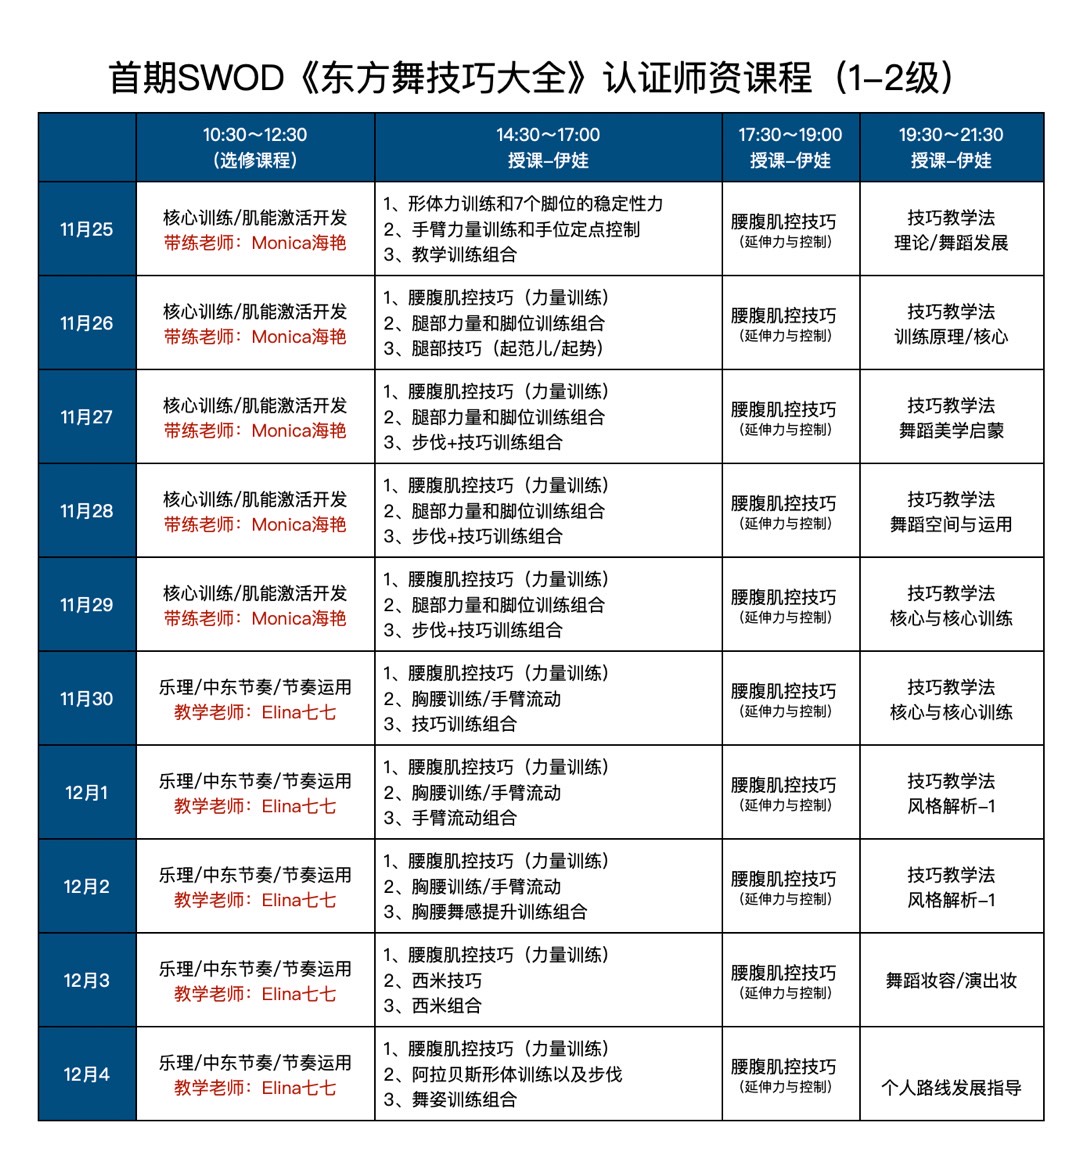 首期SWOD《东方舞技巧大全》认证师资课程（1–2级）
10:30～12:30
（选修课程）
14:30～17:00
授课–伊娃
17:30～19:00
授课–伊娃
19:30～21:30
授课–伊娃
11月25
核心训练/肌能激活开发
带练老师：Monica海艳
1、形体力训练和7个脚位的稳定性力
2、手臂力量训练和手位定点控制
3、教学训练组合
腰腹肌控技巧
（延伸力与控制）
技巧教学法
理论/舞蹈发展
11月26
核心训练/肌能激活开发
带练老师：Monica海艳
1、腰腹肌控技巧（力量训练）
2、腿部力量和脚位训练组合
3、腿部技巧（起范儿/起势）
腰腹肌控技巧
（延伸力与控制）
技巧教学法
训练原理/核心
11月27
核心训练/肌能激活开发
带练老师：Monica海艳
1、腰腹肌控技巧（力量训练）
2、腿部力量和脚位训练组合
3、步伐+技巧训练组合
腰腹肌控技巧
（延伸力与控制）
技巧教学法
舞蹈美学启蒙
11月28
核心训练/肌能激活开发
带练老师：Monica海艳
1、腰腹肌控技巧（力量训练）
2、腿部力量和脚位训练组合
3、步伐+技巧训练组合
腰腹肌控技巧
（延伸力与控制）
技巧教学法
舞蹈空间与运用
11月29
核心训练/肌能激活开发
带练老师：Monica海艳
1、腰腹肌控技巧（力量训练）
2、腿部力量和脚位训练组合
3、步伐+技巧训练组合
腰腹肌控技巧
（延伸力与控制）
技巧教学法
核心与核心训练
11月30
乐理/中东节奏/节奏运用
教学老师：Elina七七
1、腰腹肌控技巧（力量训练）
2、胸腰训练/手臂流动
3、技巧训练组合
腰腹肌控技巧
（延伸力与控制）
技巧教学法
核心与核心训练
12月1
乐理/中东节奏/节奏运用
教学老师：Elina七七
1、腰腹肌控技巧（力量训练）
2、胸腰训练/手臂流动
3、手臂流动组合
腰腹肌控技巧
（延伸力与控制）
技巧教学法
风格解析–1
12月2
乐理/中东节奏/节奏运用
教学老师：Elina七七
1、腰腹肌控技巧（力量训练）
2、胸腰训练/手臂流动
3、胸腰舞感提升训练组合
腰腹肌控技巧
（延伸力与控制）
技巧教学法
风格解析–1
12月3
乐理/中东节奏/节奏运用
教学老师：Elina七七
1、腰腹肌控技巧（力量训练）
2、西米技巧
3、西米组合
腰腹肌控技巧
（延伸力与控制）
舞蹈妆容/演出妆
12月4
乐理/中东节奏/节奏运用
教学老师：Elina七七
1、腰腹肌控技巧（力量训练）
2、阿拉贝斯形体训练以及步伐
3、舞姿训练组合
腰腹肌控技巧
（延伸力与控制）
个人路线发展指导